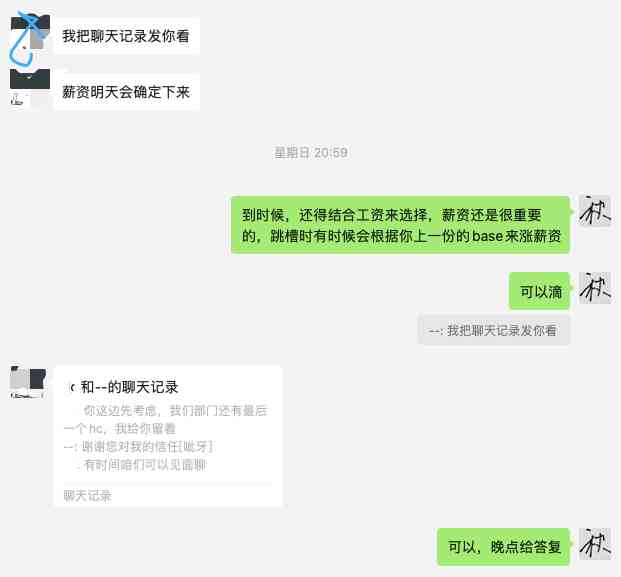 我把聊天记录发你看
薪资明天会确定下来
星期日 20:59
到时候，还得结合工资来选择，薪资还是很重要
的，跳槽时有时候会根据你上一份的base来涨薪资
可以滴
--: 我把聊天记录发你看
和--的聊天记录
你这边先考虑，我们部门还有最后
一个hc，我给你留着
--: 谢谢您对我的信任[呲牙]
有时间咱们可以见面聊
聊天记录
可以，晚点给答复